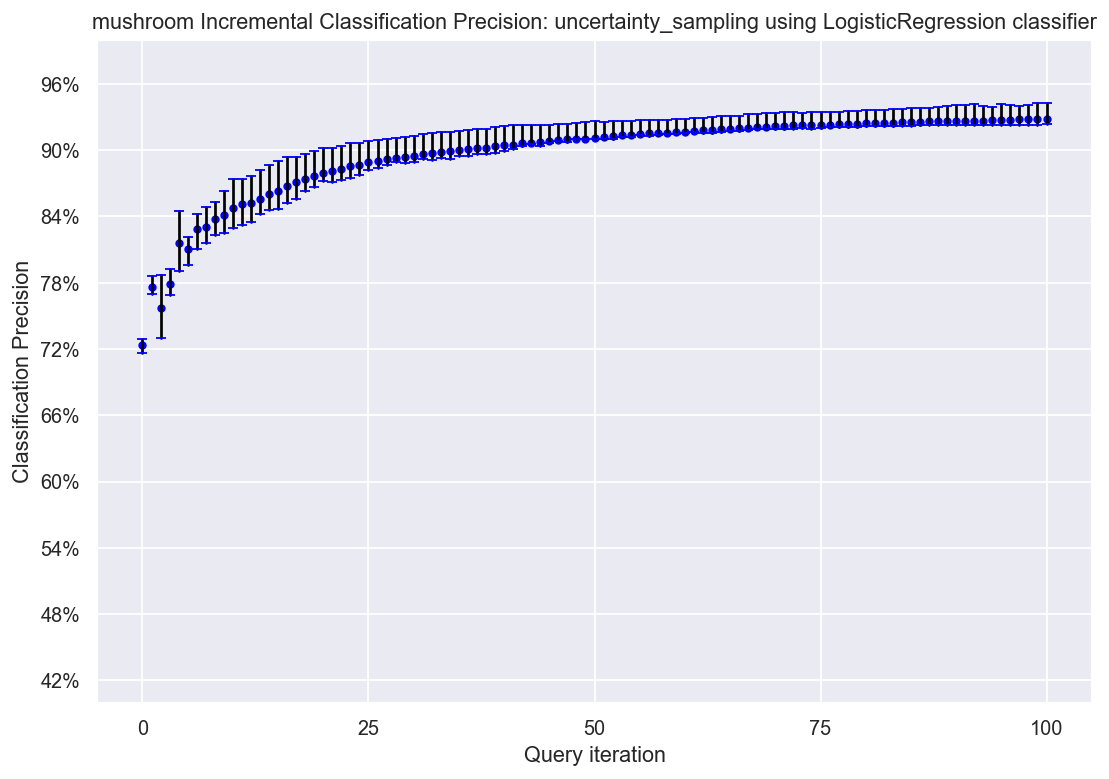 mushroom Incremental Classification Precision: uncertainty_sampling using LogisticRegression classifier
96%
90%
84%
78%
72%
66%
60%
54%
48%
42%
Classification Precision
0 25 50 75 100
Query iteration